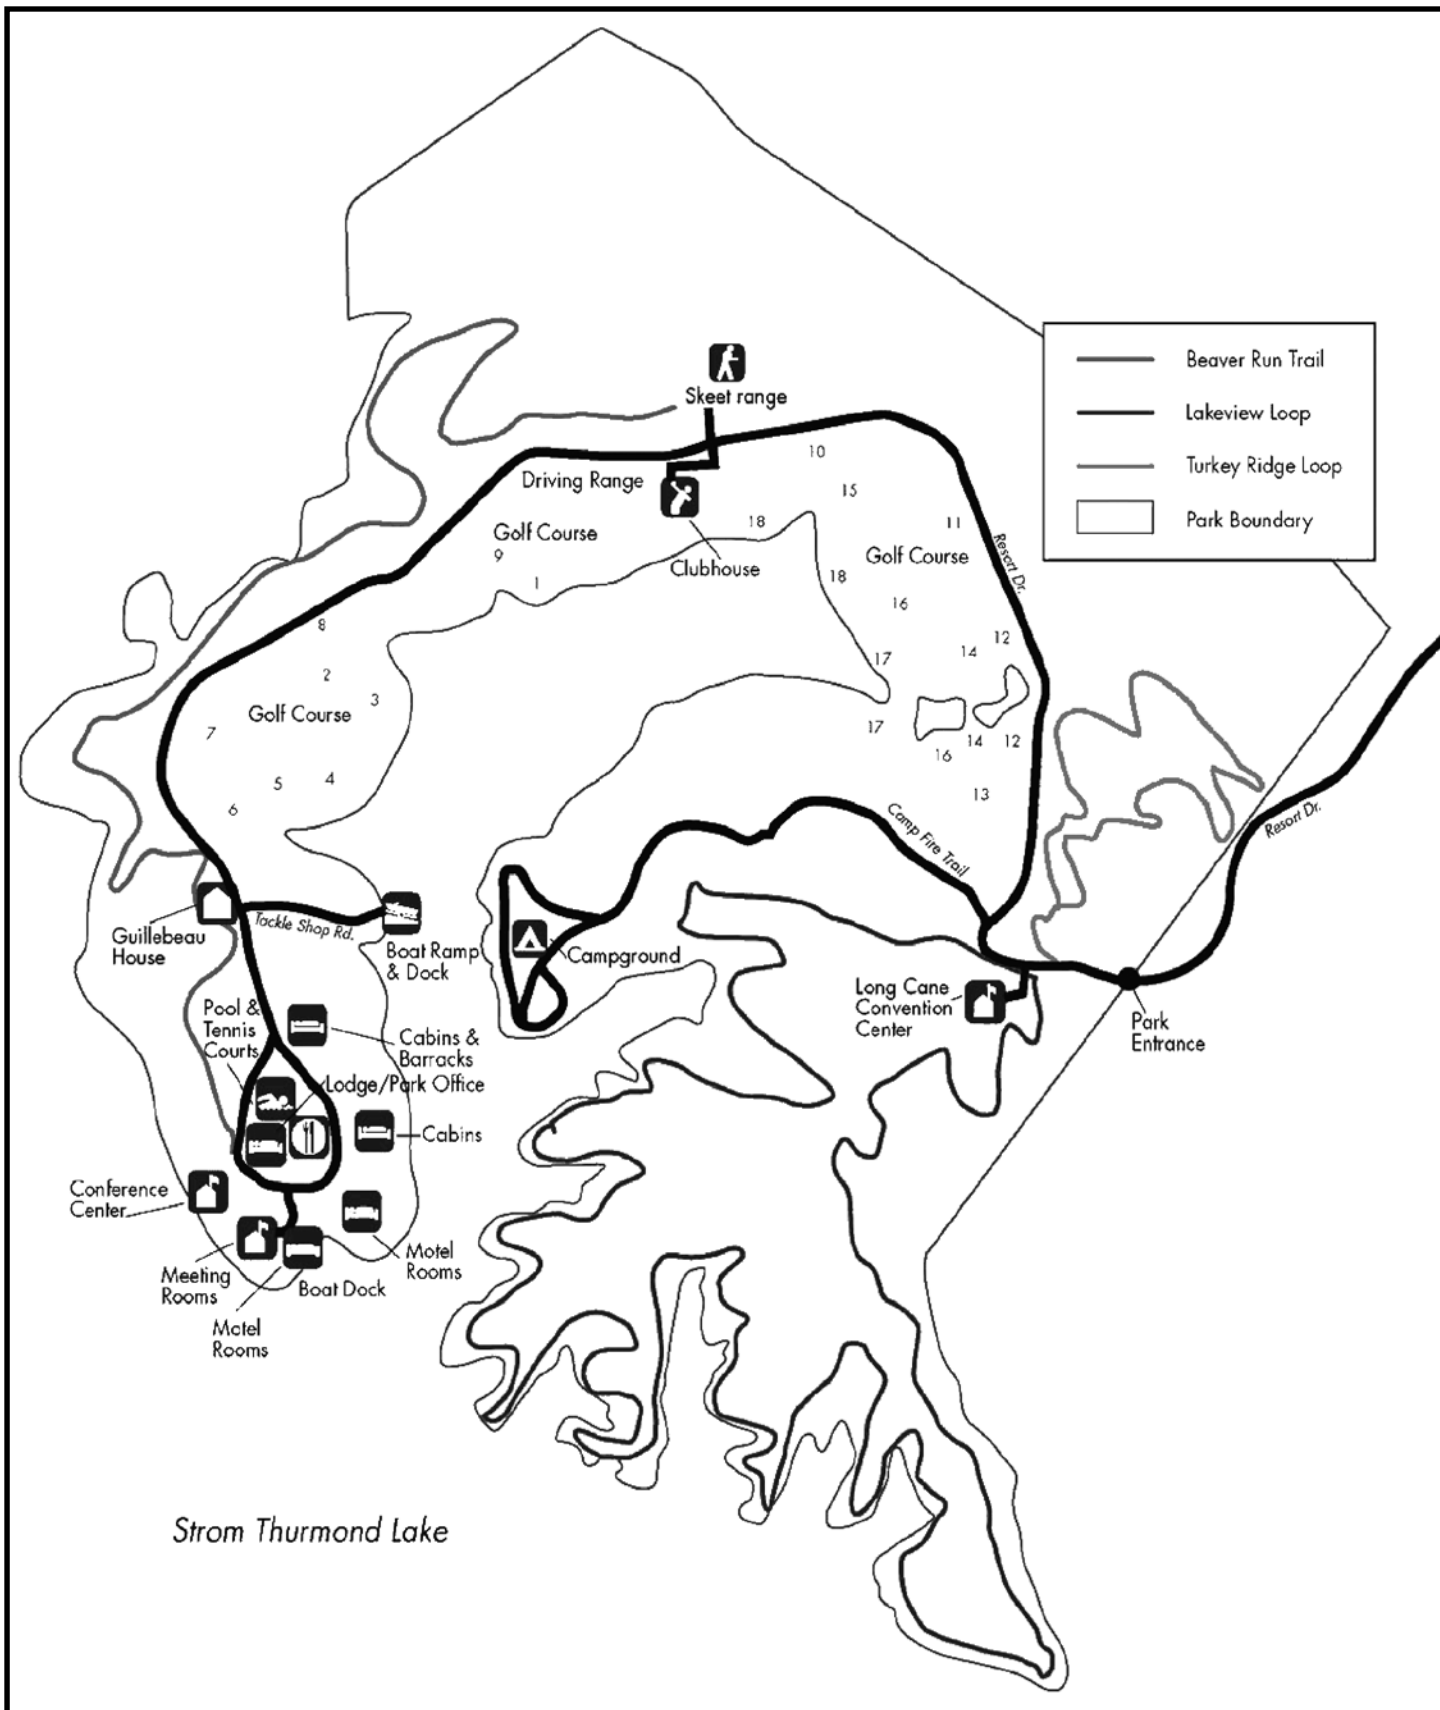 Skeet range
Beaver Run Trail
Lakeview Loop
Turkey Ridge Loop
Park Boundary
10
Driving Range
15
18
11
Golf Course
9
Resort Dr.
Golf Course
Clubhouse
1
18
16
8
12
14
17
2
3
Golf Course
7
17
14
12
16
4
5
13
6
Camp Fire Trail
Resort Dr.
Tackle Shop Rd.
Guillebeau
House
Boat Ramp
& Dock
Campground
Long Cane
Convention
Center
Park
Entrance
Pool &
Tennis
Courts
Cabins &
Barracks
Lodge/Park Office
Cabins
Conference
Center
Motel
Rooms
Meeting
Rooms
Boat Dock
Motel
Rooms
Strom Thurmond Lake